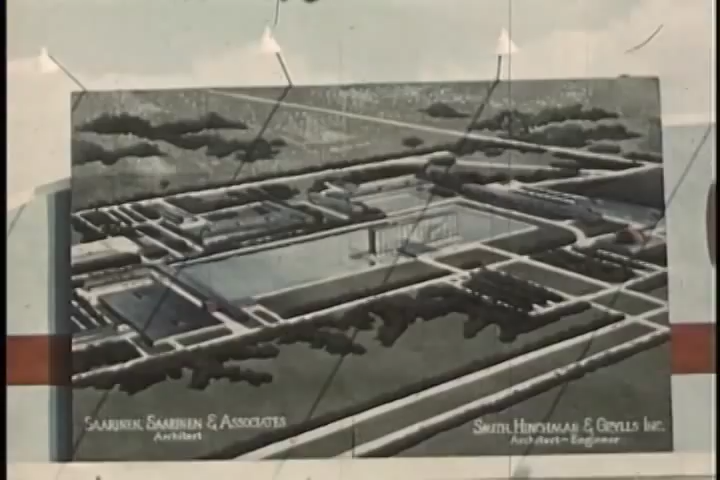 SAARINEN, SAARINEN & ASSOCIATES
Architect
SMITH, HINCHMAN & GRYLLS INC.
Architect - Engineer